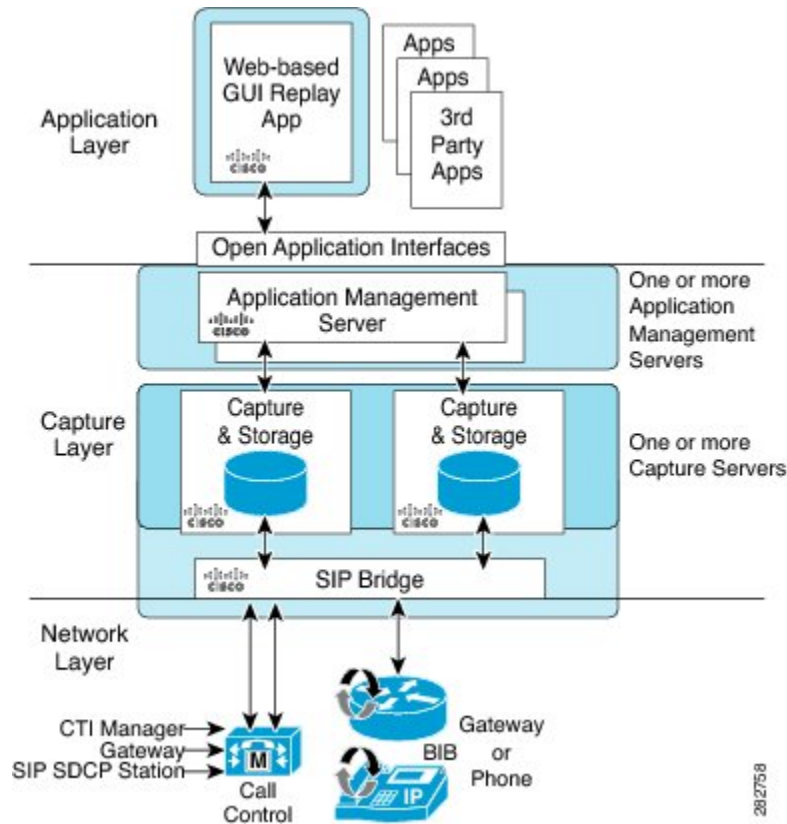 Application
Layer
Web-based
GUI Replay
App
CISCO
Apps
Apps
3rd
Party
Apps
Open Application Interfaces
Application Management
Server
CISCO
One or more
Application
Management
Servers
Capture
Layer
Capture
& Storage
CISCO
Capture
& Storage
CISCO
One or more
Capture Servers
CISCO
SIP Bridge
Network
Layer
CTI Manager
Gateway
SIP SDCP Station
M
Call
Control
BIB
IP
Gateway
or
Phone
282758